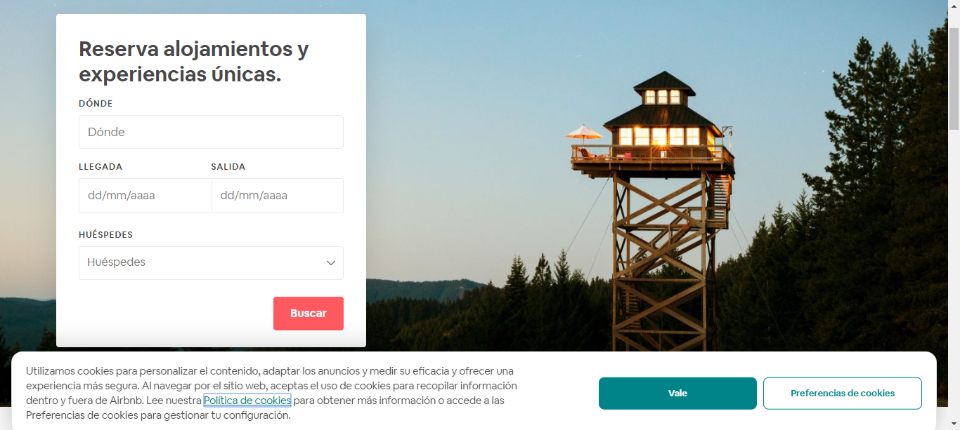 Reserva alojamientos y
experiencias únicas.
DÓNDE
Dónde
LLEGADA SALIDA
dd/mm/aaaa dd/mm/aaaa
HUÉSPEDES
Huéspedes
Buscar
Utilizamos cookies para personalizar el contenido, adaptar los anuncios y medir su eficacia y ofrecer una
experiencia más segura. Al navegar por el sitio web, aceptas el uso de cookies para recopilar información
dentro y fuera de Airbnb. Lee nuestra Política de cookies para obtener más información o accede a las
Preferencias de cookies para gestionar tu configuración.
Vale
Preferencias de cookies